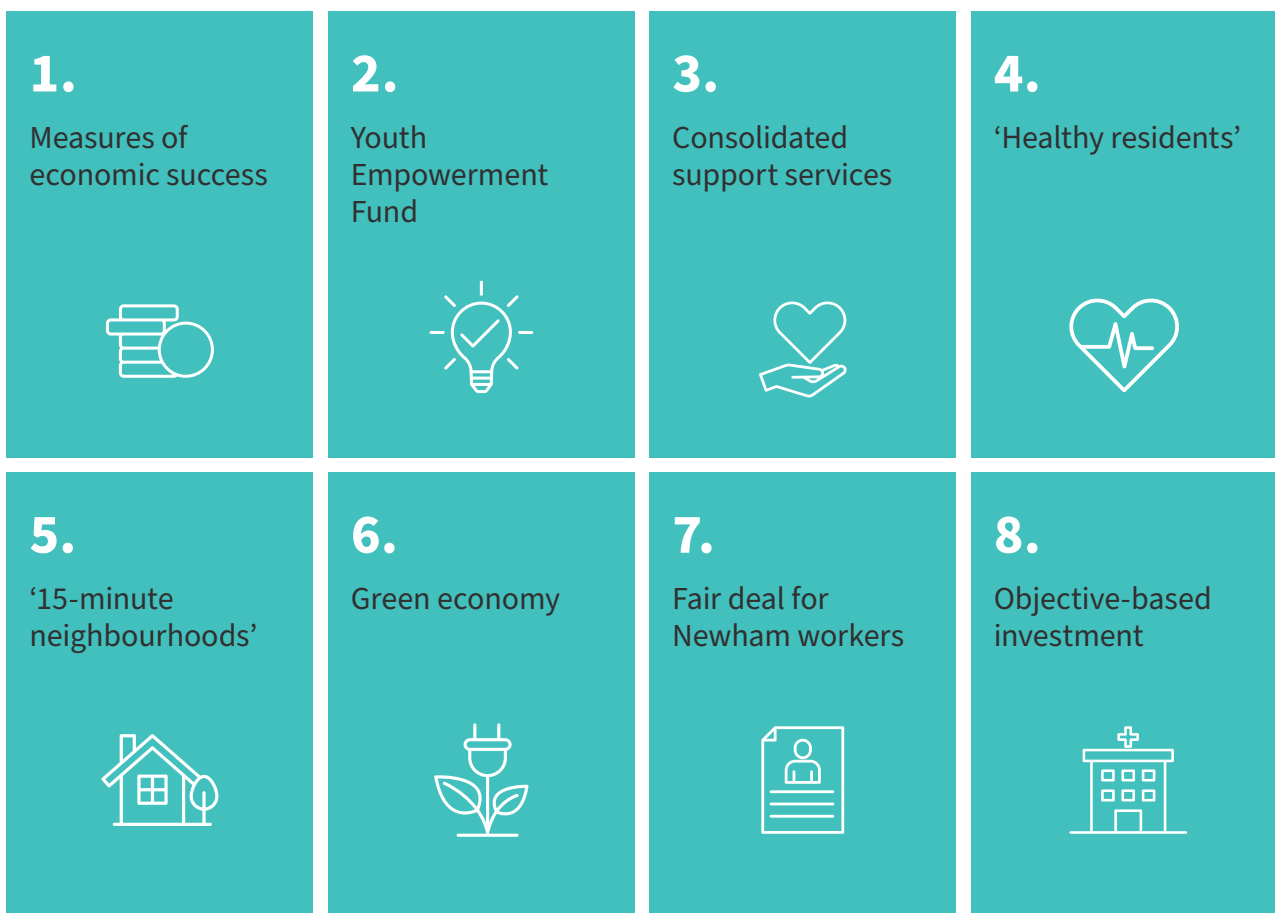 1.
Measures of
economic success
2.
Youth
Empowerment
Fund
3.
Consolidated
support services
4.
‘Healthy residents’
5.
‘15-minute
neighbourhoods’
6.
Green economy
7.
Fair deal for
Newham workers
8.
Objective-based
investment